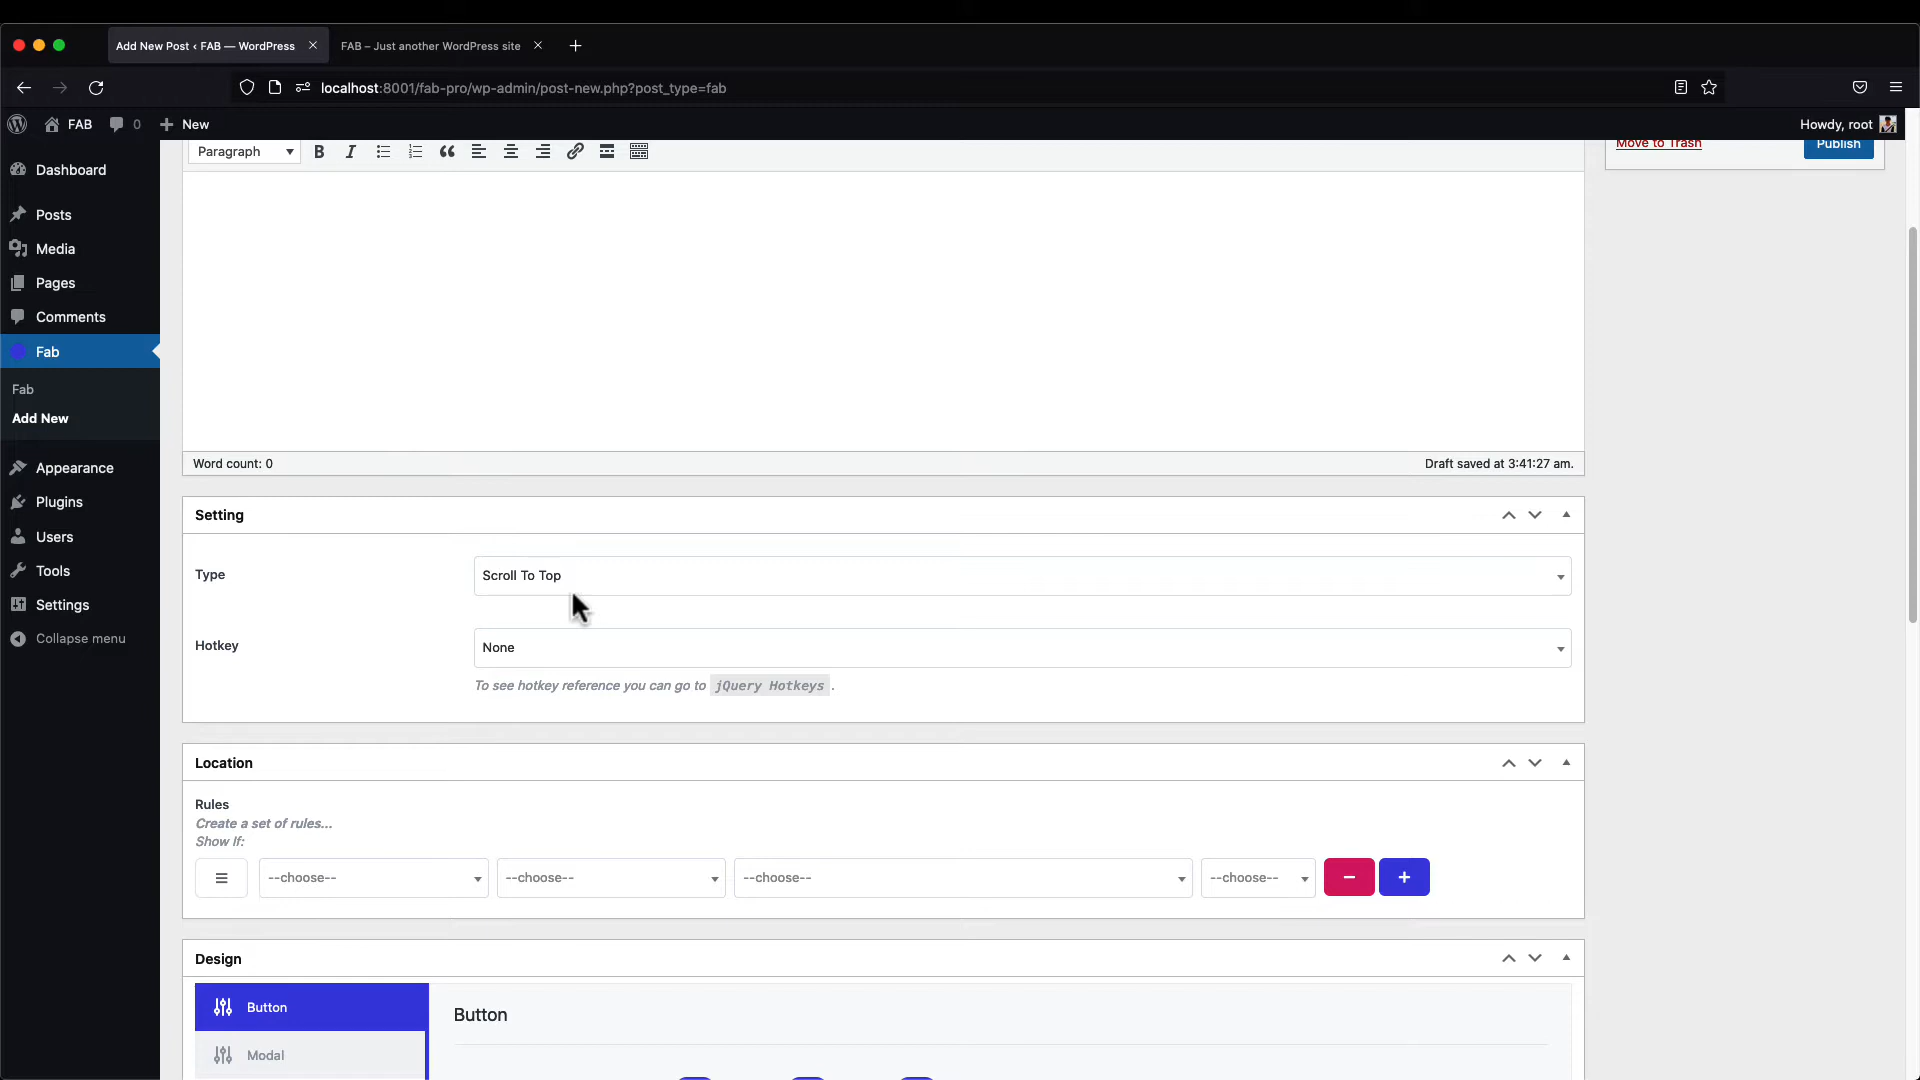 Add New Post ‹ FAB — WordPress
FAB – Just another WordPress site
localhost:8001/fab-pro/wp-admin/post-new.php?post_type=fab
FAB 0 New
Howdy, root
Paragraph
B I
Move to Trash
Publish
Dashboard
Posts
Media
Pages
Comments
Fab
Fab
Add New
Appearance
Plugins
Users
Tools
Settings
Collapse menu
Word count: 0
Draft saved at 3:41:27 am.
Setting
Type
Scroll To Top
Hotkey
None
To see hotkey reference you can go to jQuery Hotkeys .
Location
Rules
Create a set of rules...
Show If:
--choose-- --choose-- --choose-- --choose--
Design
Button
Button
Modal